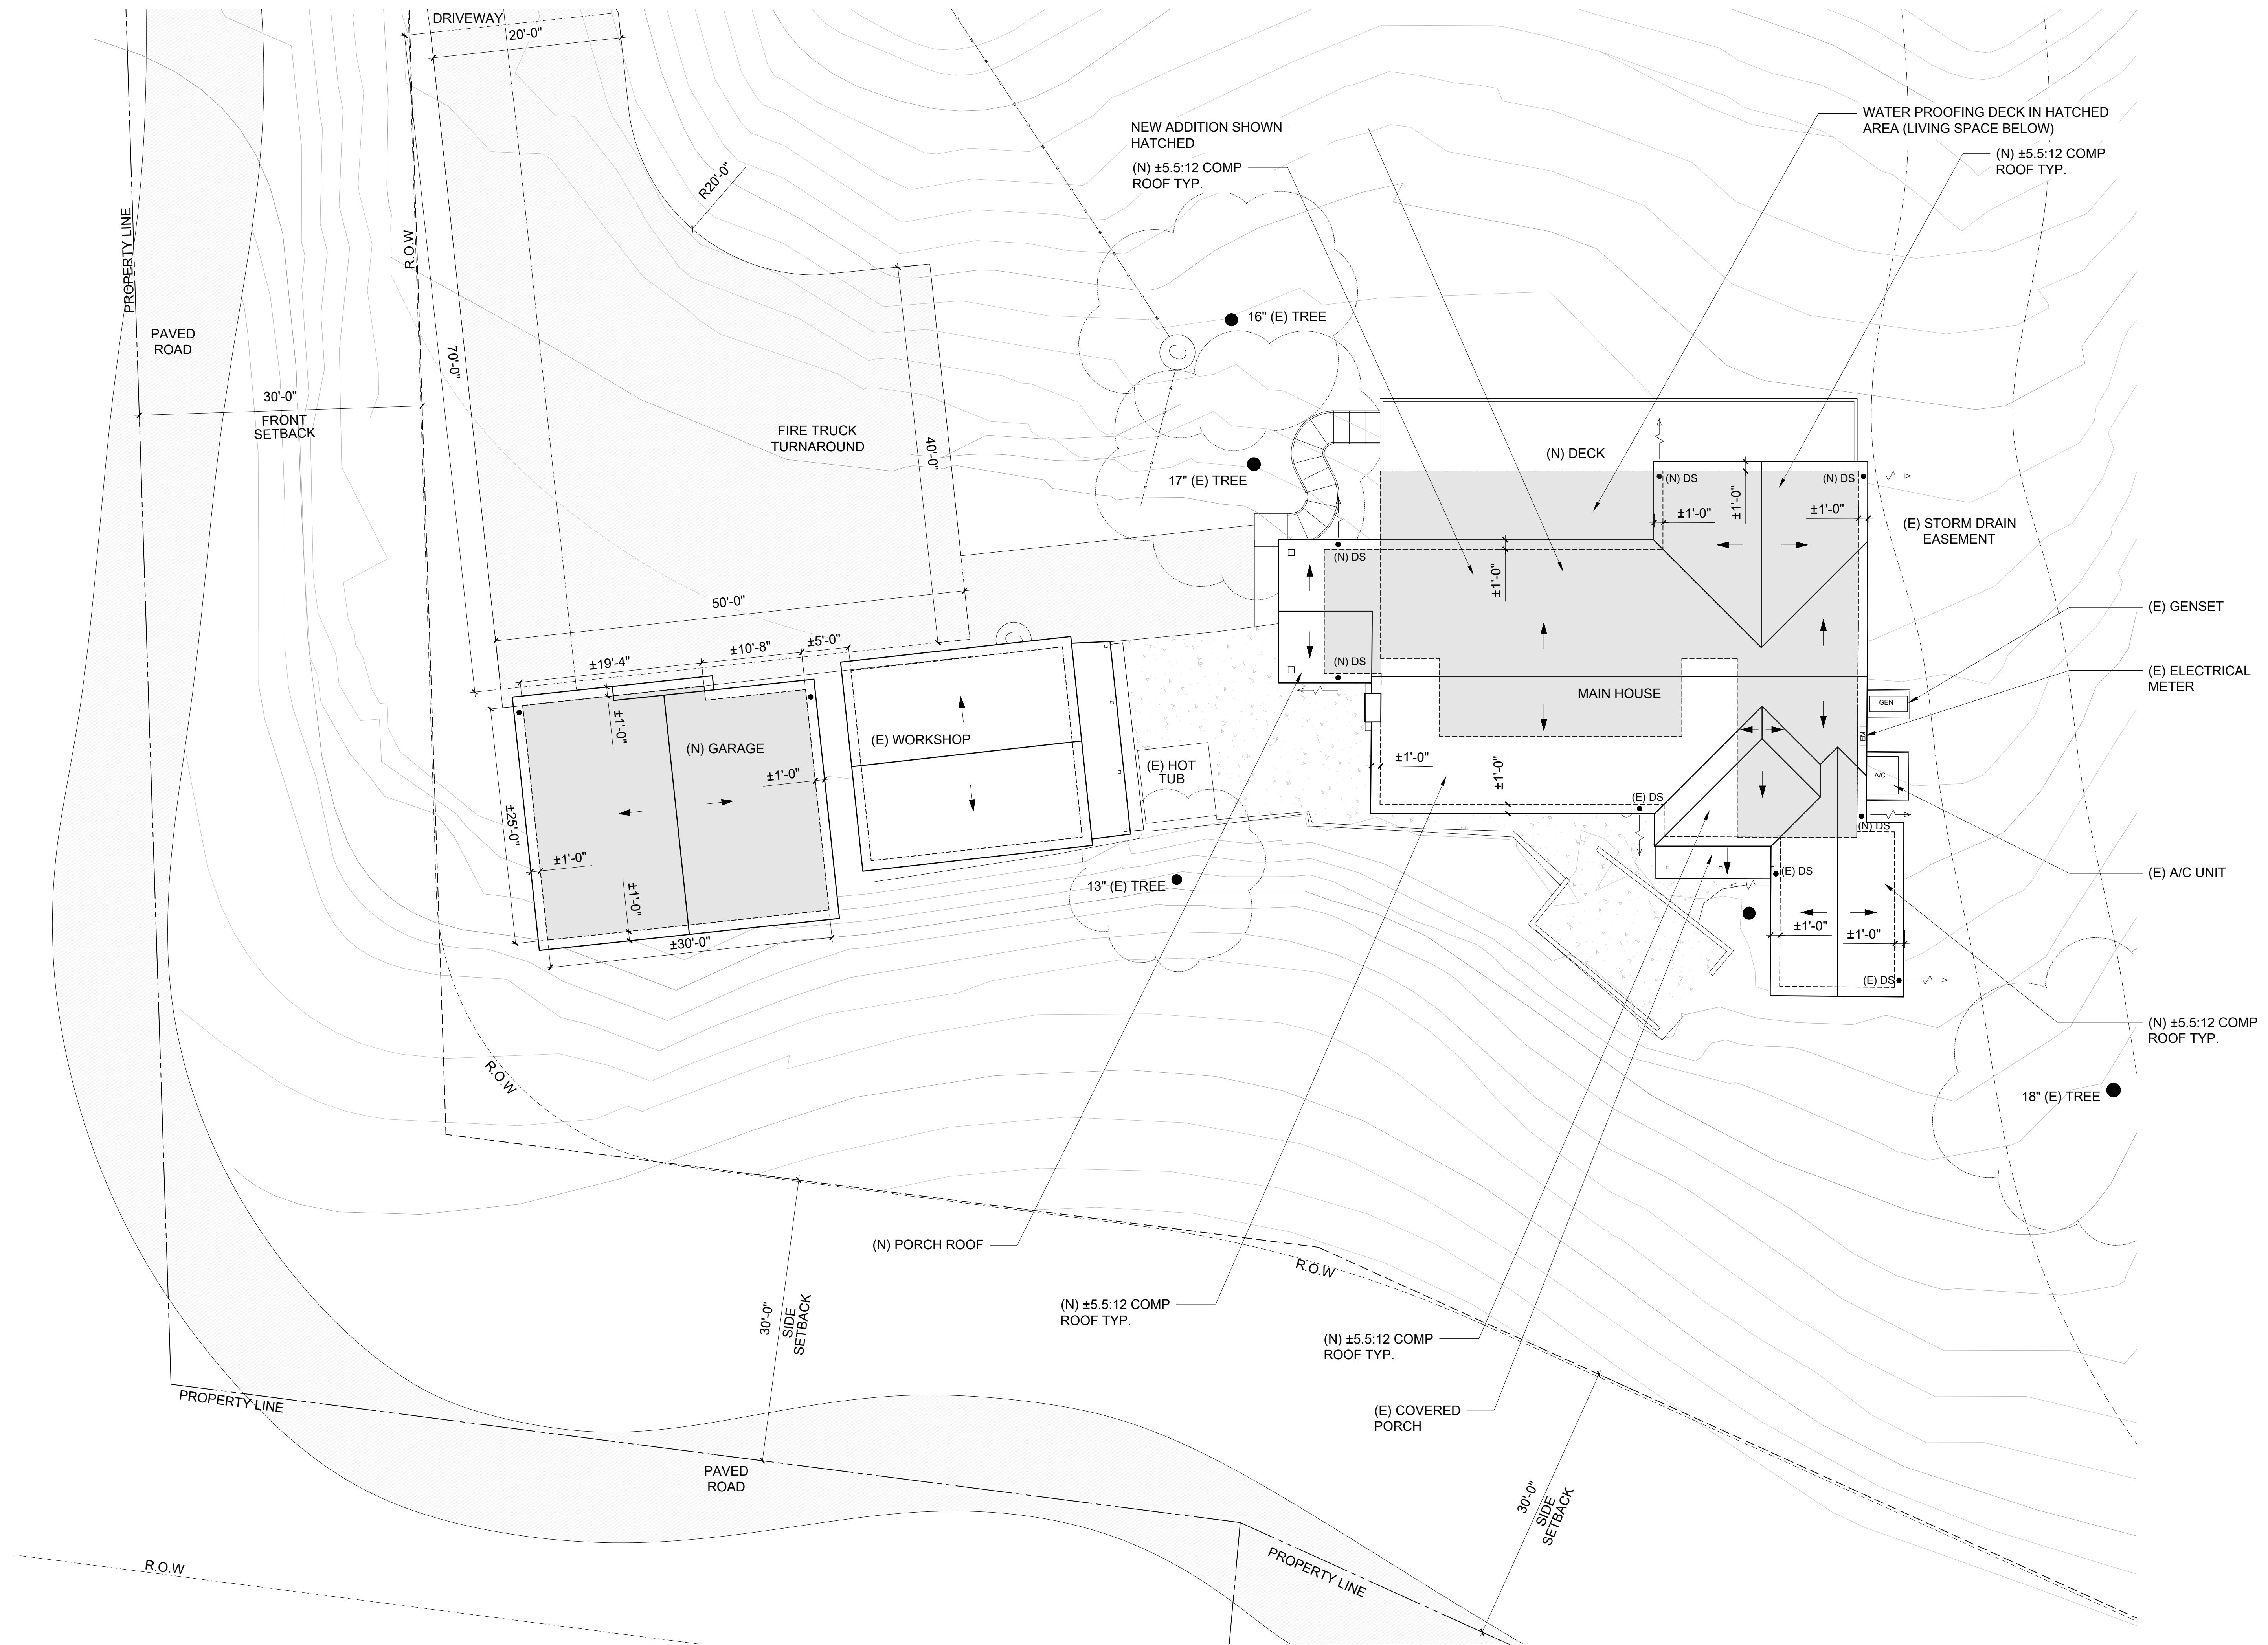 DRIVEWAY
20'-0"
R20'-0"
PROPERTY LINE
R.O.W
PAVED
ROAD
30'-0"
FRONT
SETBACK
70'-0"
FIRE TRUCK
TURNAROUND
40'-0"
50'-0"
NEW ADDITION SHOWN
HATCHED
(N) ±5.5:12 COMP
ROOF TYP.
WATER PROOFING DECK IN HATCHED
AREA (LIVING SPACE BELOW)
(N) ±5.5:12 COMP
ROOF TYP.
16" (E) TREE
17" (E) TREE
(N) DECK
(N) DS
(N) DS
±1'-0"
±1'-0"
±1'-0"
(E) STORM DRAIN
EASEMENT
(N) DS
±1'-0"
(N) DS
MAIN HOUSE
(E) GENSET
(E) ELECTRICAL
METER
GEN
EM
A/C
±19'-4"
±10'-8"
±5'-0"
±1'-0"
(N) GARAGE
±1'-0"
±25'-0"
±1'-0"
±1'-0"
±30'-0"
(E) WORKSHOP
(E) HOT
TUB
±1'-0"
±1'-0"
(E) DS
(N) DS
(E) DS
13" (E) TREE
(E) A/C UNIT
±1'-0"
±1'-0"
(E) DS
(N) ±5.5:12 COMP
ROOF TYP.
18" (E) TREE
R.O.W
(N) PORCH ROOF
R.O.W
30'-0"
SIDE
SETBACK
(N) ±5.5:12 COMP
ROOF TYP.
(N) ±5.5:12 COMP
ROOF TYP.
(E) COVERED
PORCH
PROPERTY LINE
PAVED
ROAD
30'-0"
SIDE
SETBACK
PROPERTY LINE
R.O.W